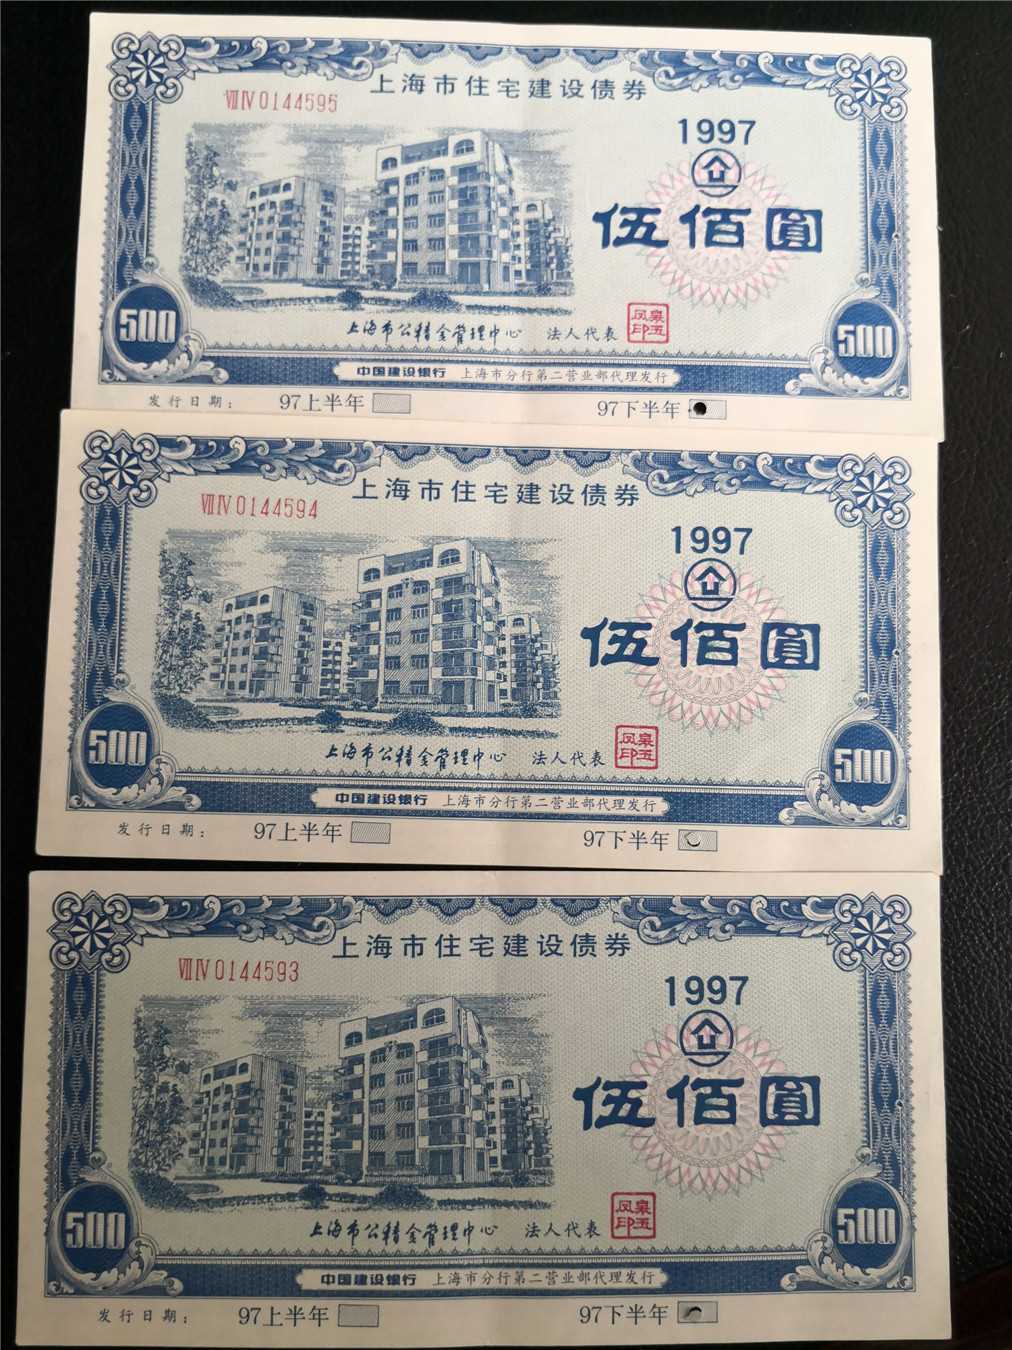 上海市住宅建设债券
ⅦⅣ 0144595
1997
伍佰圆
上海市公积金管理中心 法人代表
500
500
中国建设银行 上海市分行第二营业部代理发行
发行日期: 97上半年 97下半年
上海市住宅建设债券
ⅦⅣ 0144594
1997
伍佰圆
上海市公积金管理中心 法人代表
500
500
中国建设银行 上海市分行第二营业部代理发行
发行日期: 97上半年 97下半年
上海市住宅建设债券
ⅦⅣ 0144593
1997
伍佰圆
上海市公积金管理中心 法人代表
500
500
中国建设银行 上海市分行第二营业部代理发行
发行日期: 97上半年 97下半年